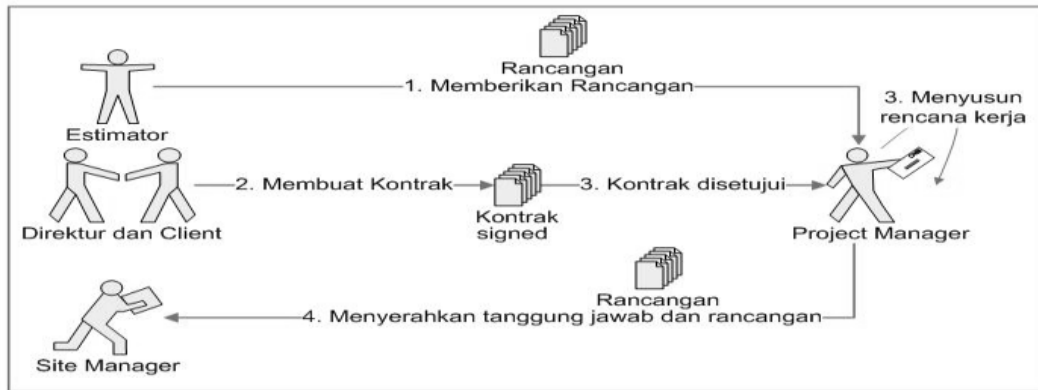 Rancangan
1. Memberikan Rancangan
3. Menyusun
rencana kerja
Estimator
2. Membuat Kontrak
3. Kontrak disetujui
Kontrak
signed
Direktur dan Client
Project Manager
Rancangan
4. Menyerahkan tanggung jawab dan rancangan
Site Manager